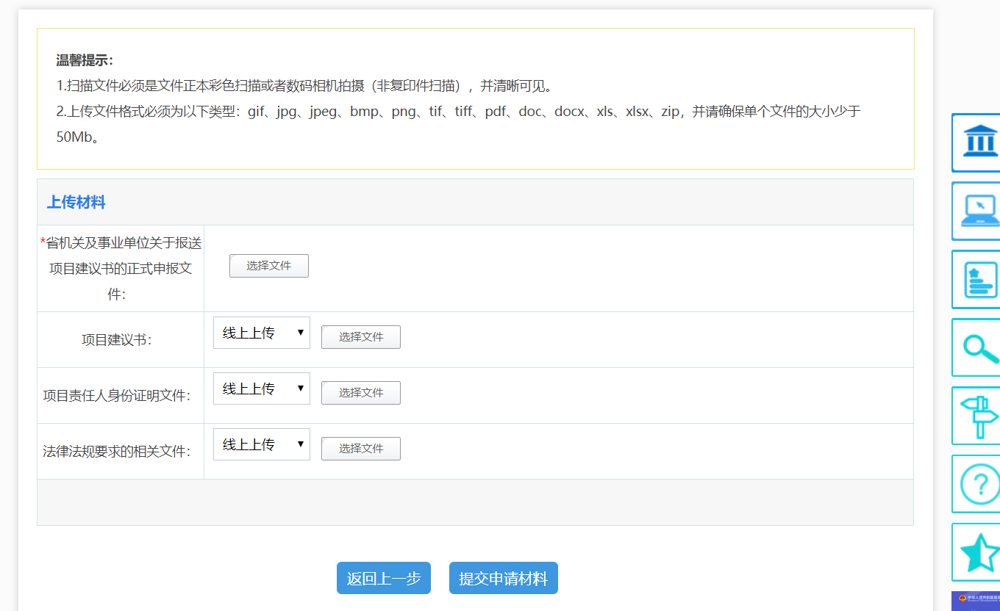 温馨提示：
1.扫描文件必须是文件正本彩色扫描或者数码相机拍摄（非复印件扫描），并清晰可见。
2.上传文件格式必须为以下类型：gif、jpg、jpeg、bmp、png、tif、tiff、pdf、doc、docx、xls、xlsx、zip，并请确保单个文件的大小少于
50Mb。
上传材料
*省机关及事业单位关于报送
项目建议书的正式申报文
件：
选择文件
项目建议书：
线上上传
选择文件
项目责任人身份证明文件：
线上上传
选择文件
法律法规要求的相关文件：
线上上传
选择文件
返回上一步
提交申请材料